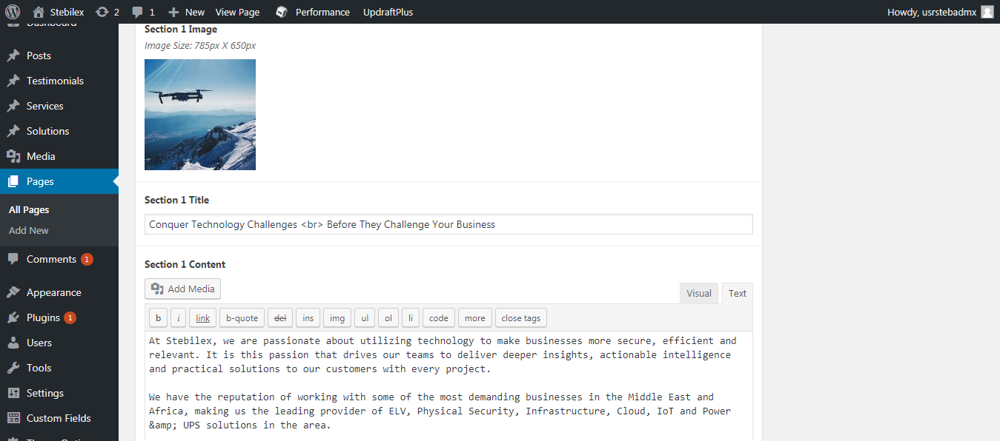 Stebilex 2 1 New View Page Performance UpdraftPlus Howdy, usrstebadmx
Dashboard
Posts
Testimonials
Services
Solutions
Media
Pages
All Pages
Add New
Comments 1
Appearance
Plugins 1
Users
Tools
Settings
Custom Fields
Section 1 Image
Image Size: 785px X 650px
Section 1 Title
Conquer Technology Challenges <br> Before They Challenge Your Business
Section 1 Content
Add Media
Visual Text
b i link b-quote del ins img ul ol li code more close tags
At Stebilex, we are passionate about utilizing technology to make businesses more secure, efficient and
relevant. It is this passion that drives our teams to deliver deeper insights, actionable intelligence
and practical solutions to our customers with every project.
We have the reputation of working with some of the most demanding businesses in the Middle East and
Africa, making us the leading provider of ELV, Physical Security, Infrastructure, Cloud, IoT and Power
&amp; UPS solutions in the area.